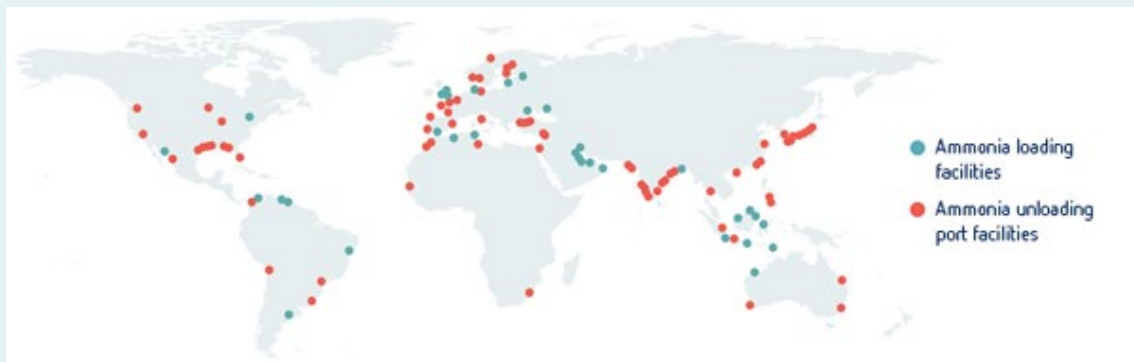 Ammonia loading
facilities
Ammonia unloading
port facilities